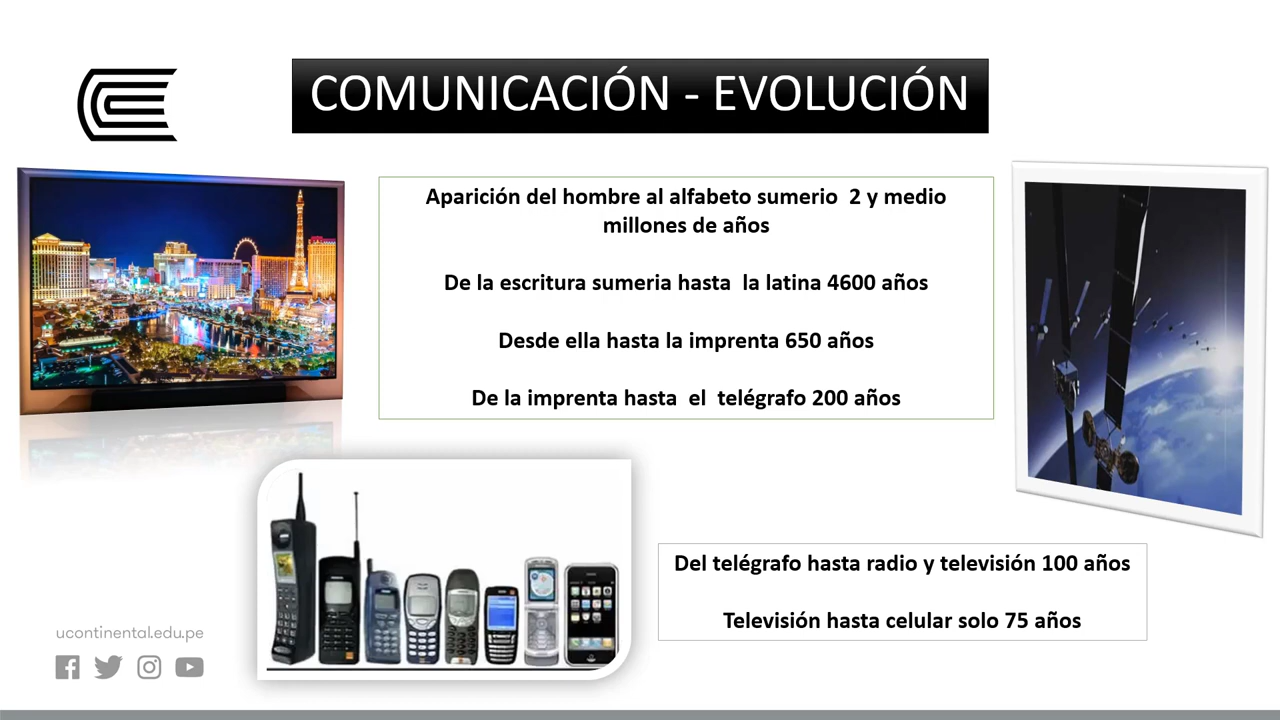 COMUNICACIÓN - EVOLUCIÓN
Aparición del hombre al alfabeto sumerio 2 y medio
millones de años
De la escritura sumeria hasta la latina 4600 años
Desde ella hasta la imprenta 650 años
De la imprenta hasta el telégrafo 200 años
Del telégrafo hasta radio y televisión 100 años
Televisión hasta celular solo 75 años
ucontinental.edu.pe